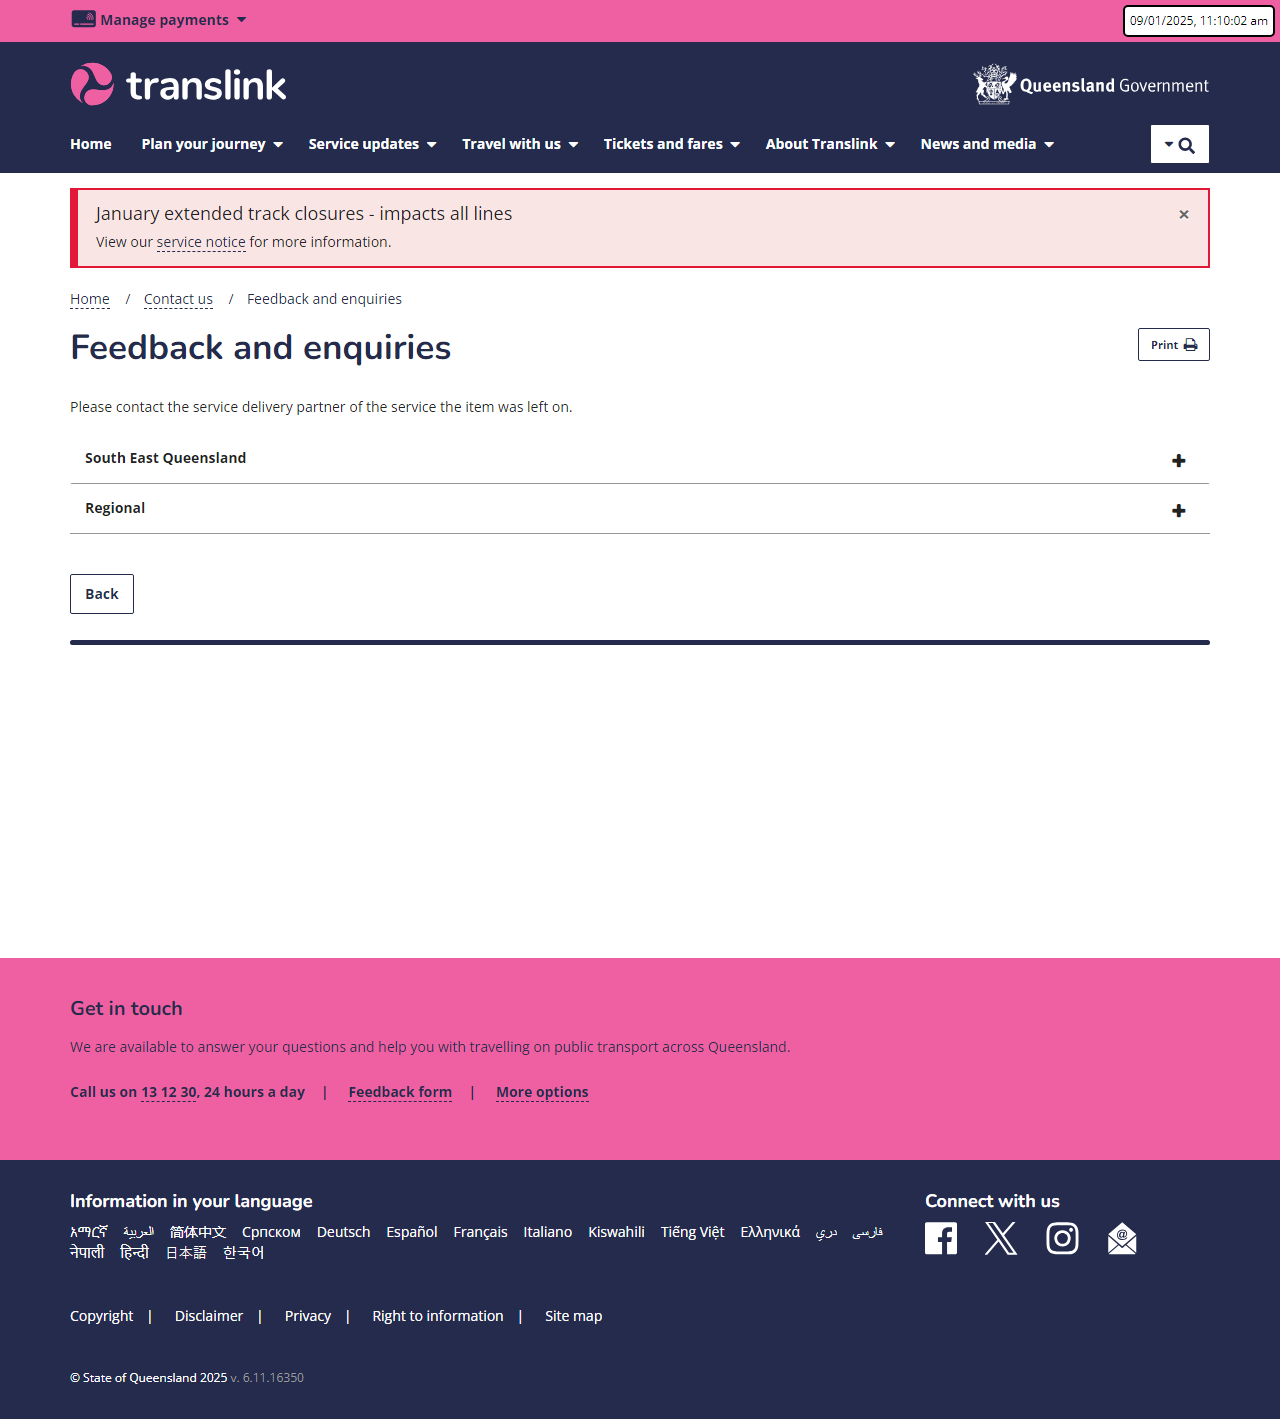 Manage payments
09/01/2025, 11:10:02 am
translink
Queensland Government
Home Plan your journey Service updates Travel with us Tickets and fares About Translink News and media
January extended track closures - impacts all lines ×
View our service notice for more information.
Home / Contact us / Feedback and enquiries
Feedback and enquiries
Print
Please contact the service delivery partner of the service the item was left on.
South East Queensland
Regional
Back
Get in touch
We are available to answer your questions and help you with travelling on public transport across Queensland.
Call us on 13 12 30, 24 hours a day | Feedback form | More options
Information in your language
አማርኛ العربية 简体中文 Српском Deutsch Español Français Italiano Kiswahili Tiếng Việt Ελληνικά دري فارسی
नेपाली हिन्दी 日本語 한국어
Connect with us
Copyright | Disclaimer | Privacy | Right to information | Site map
© State of Queensland 2025 v. 6.11.16350